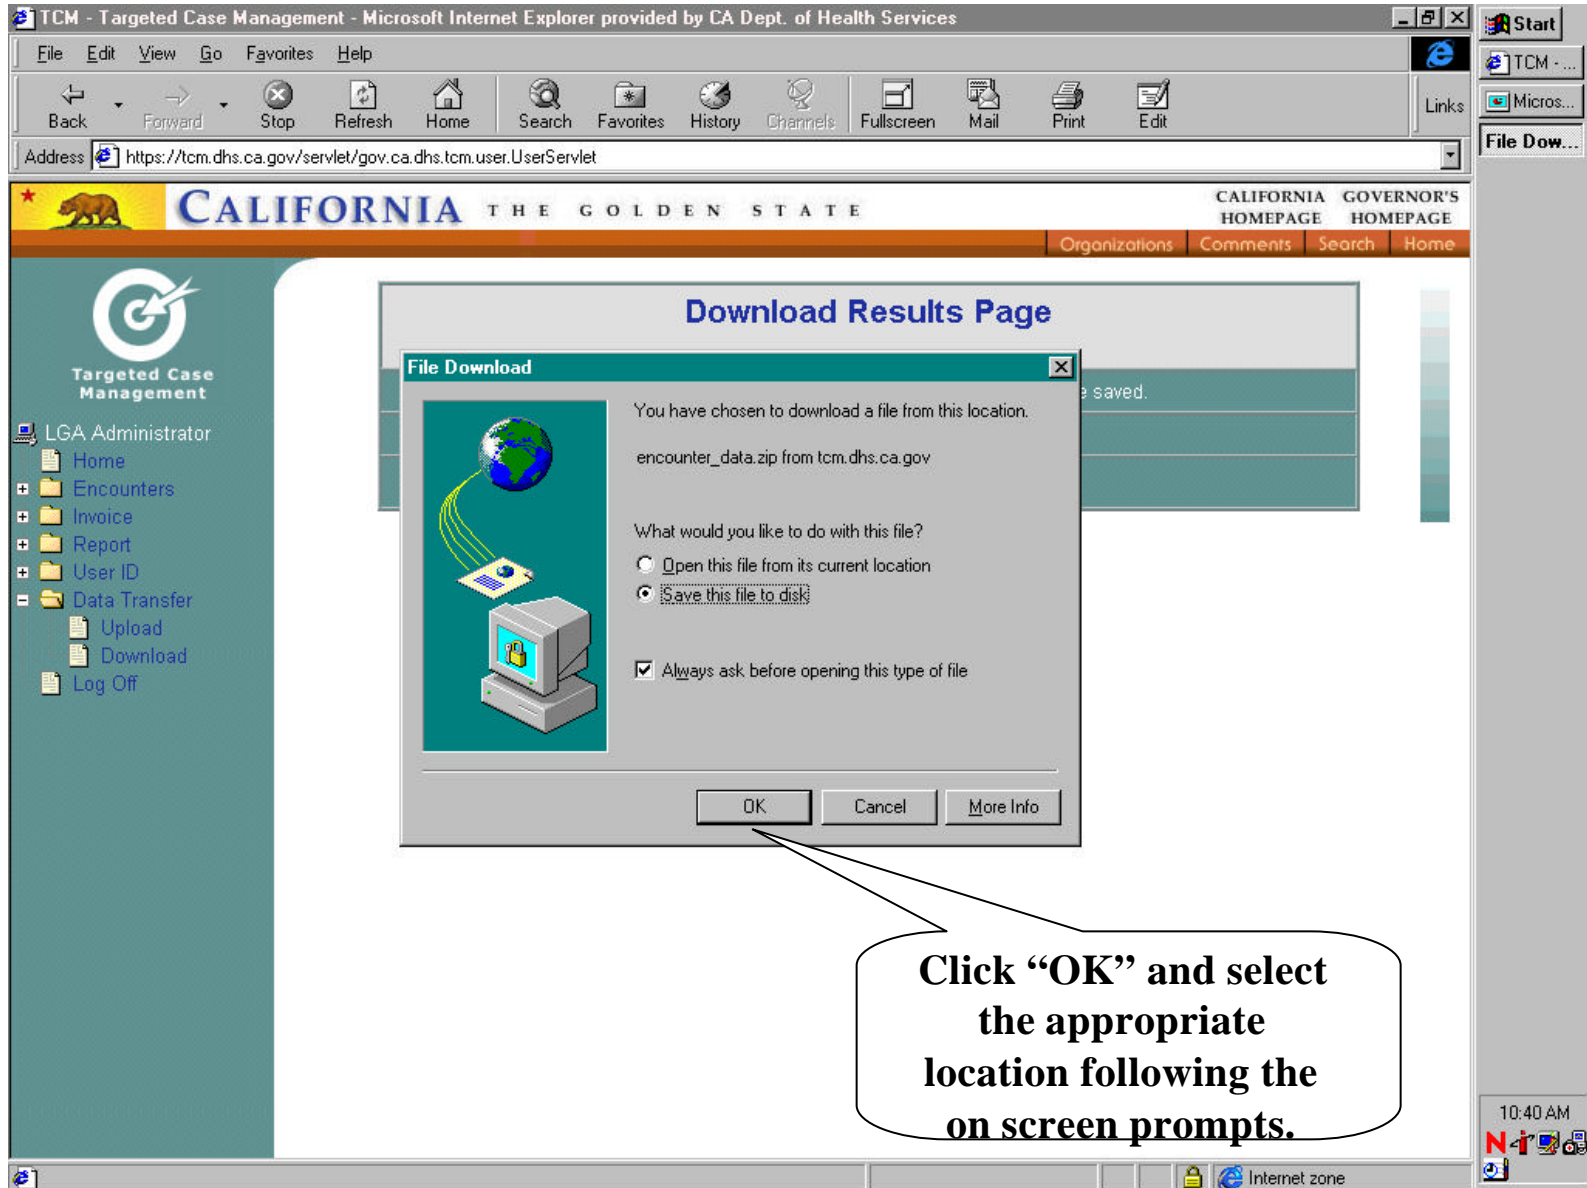 TCM - Targeted Case Management - Microsoft Internet Explorer provided by CA Dept. of Health Services
File Edit View Go Favorites Help
Back Forward Stop Refresh Home Search Favorites History Channels Fullscreen Mail Print Edit Links
Address https://tcm.dhs.ca.gov/servlet/gov.ca.dhs.tcm.user.UserServlet
Start
TCM - ...
Micros...
File Dow...
CALIFORNIA THE GOLDEN STATE
CALIFORNIA HOMEPAGE
GOVERNOR'S HOMEPAGE
Organizations Comments Search Home
Targeted Case
Management
LGA Administrator
Home
Encounters
Invoice
Report
User ID
Data Transfer
Upload
Download
Log Off
Download Results Page
saved.
File Download
You have chosen to download a file from this location.
encounter_data.zip from tcm.dhs.ca.gov
What would you like to do with this file?
Open this file from its current location
Save this file to disk
Always ask before opening this type of file
OK Cancel More Info
Click “OK” and select
the appropriate
location following the
on screen prompts.
Internet zone
10:40 AM